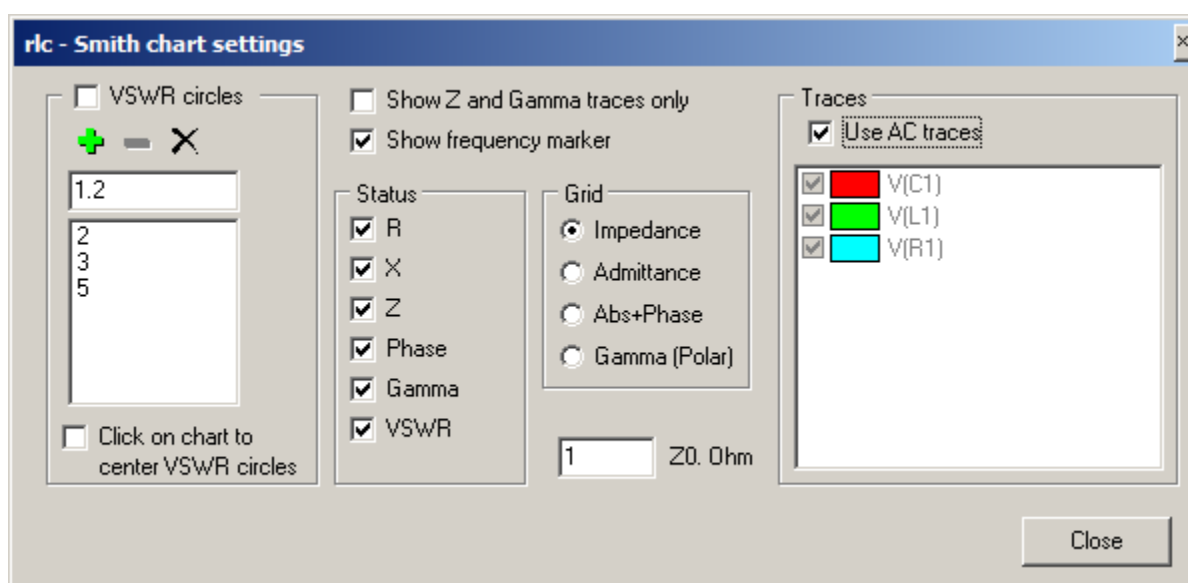 rlc - Smith chart settings
VSWR circles
1.2
2
3
5
Click on chart to
center VSWR circles
Show Z and Gamma traces only
Show frequency marker
Status
R
X
Z
Phase
Gamma
VSWR
Grid
Impedance
Admittance
Abs+Phase
Gamma (Polar)
1 Z0. Ohm
Traces
Use AC traces
V(C1)
V(L1)
V(R1)
Close